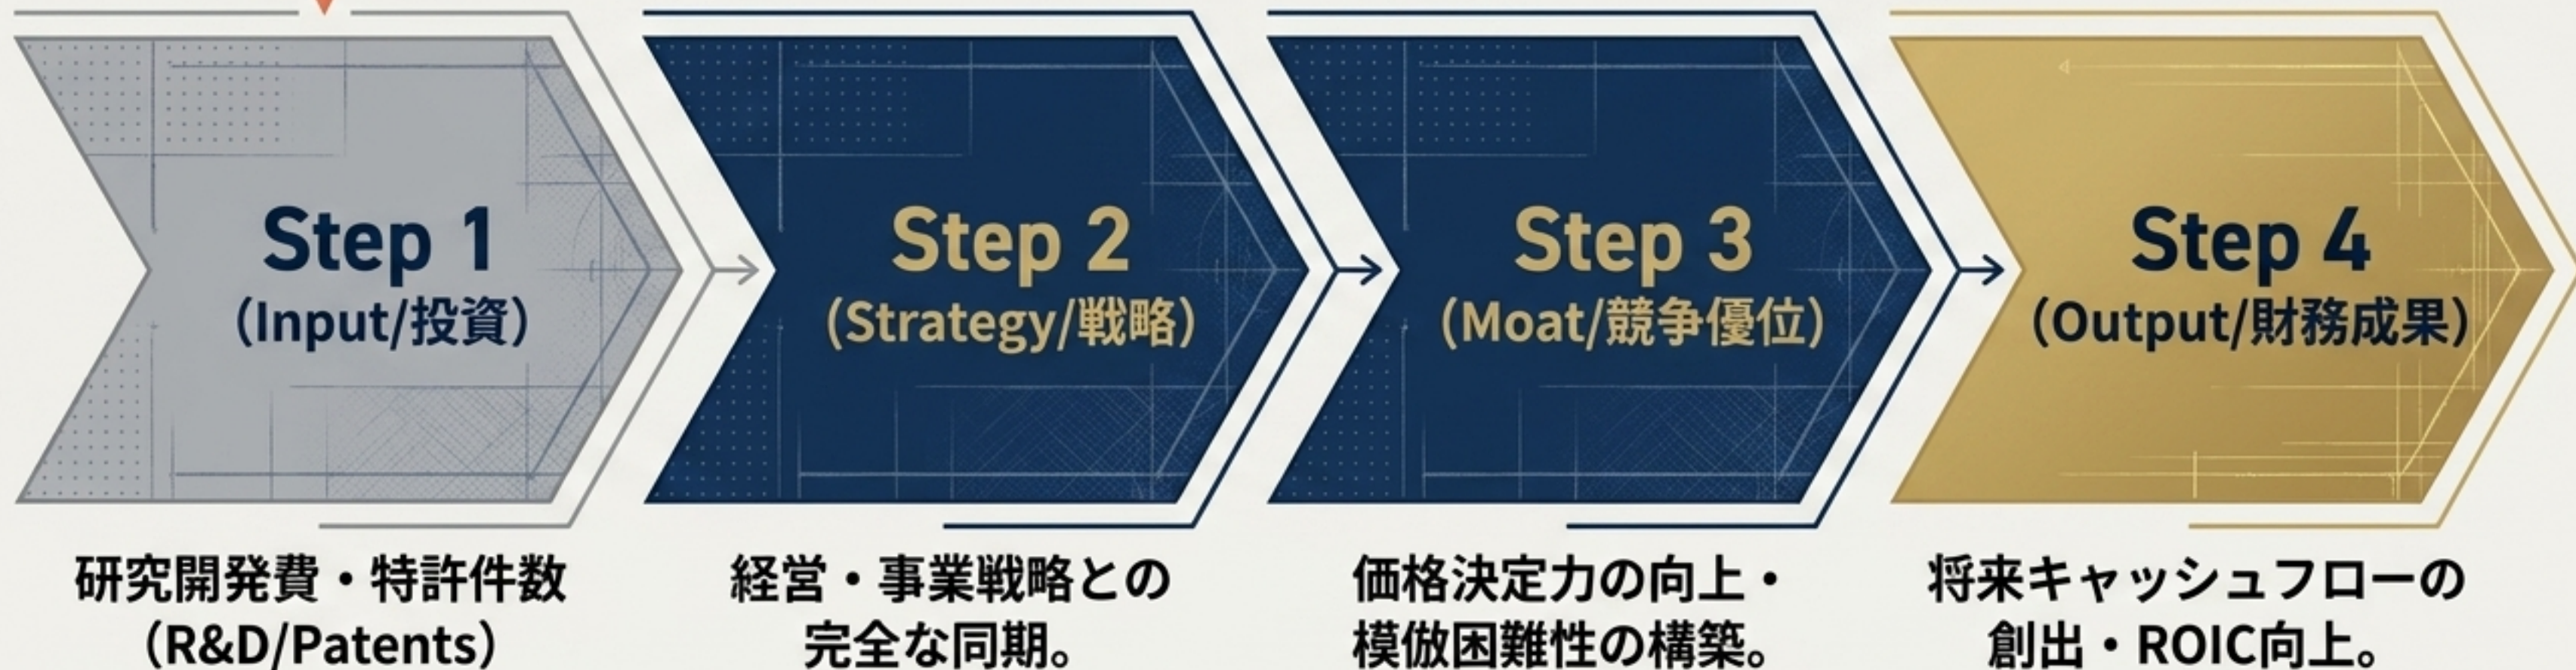 Step 1
（Input/投資）
研究開発費・特許件数
（R&D/Patents）
Step 2
（Strategy/戦略）
経営・事業戦略との
完全な同期。
Step 3
（Moat/競争優位）
価格決定力の向上・
模倣困難性の構築。
Step 4
（Output/財務成果）
将来キャッシュフローの
創出・ROIC向上。